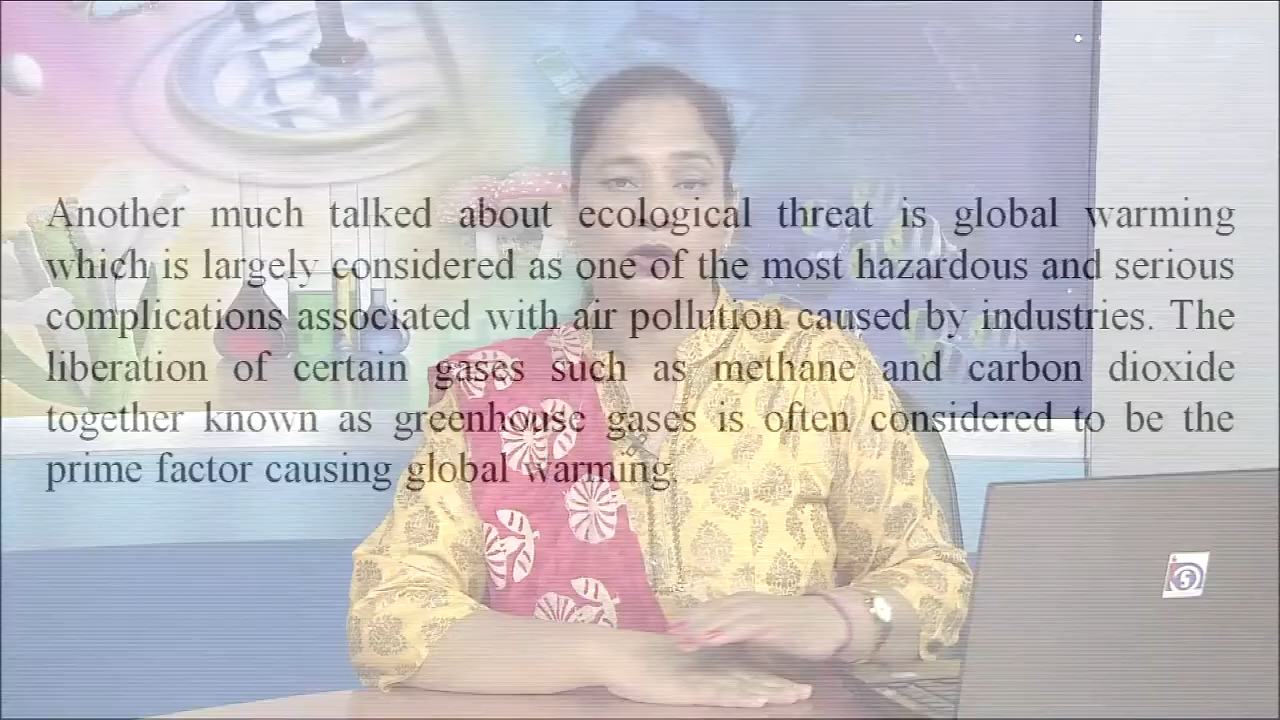 Another much talked about ecological threat is global warming
which is largely considered as one of the most hazardous and serious
complications associated with air pollution caused by industries. The
liberation of certain gases such as methane and carbon dioxide
together known as greenhouse gases is often considered to be the
prime factor causing global warming.